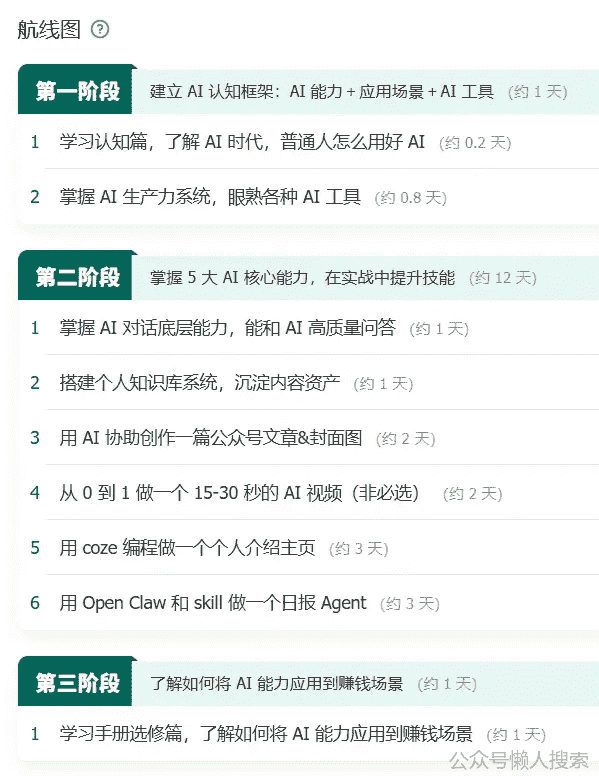 航线图 ?
第一阶段 建立 AI 认知框架：AI 能力＋应用场景＋AI 工具 (约 1 天)
1 学习认知篇，了解 AI 时代，普通人怎么用好 AI (约 0.2 天)
2 掌握 AI 生产力系统，眼熟各种 AI 工具 (约 0.8 天)
第二阶段 掌握 5 大 AI 核心能力，在实战中提升技能 (约 12 天)
1 掌握 AI 对话底层能力，能和 AI 高质量问答 (约 1 天)
2 搭建个人知识库系统，沉淀内容资产 (约 1 天)
3 用 AI 协助创作一篇公众号文章&封面图 (约 2 天)
4 从 0 到 1 做一个 15-30 秒的 AI 视频（非必选） (约 2 天)
5 用 coze 编程做一个个人介绍主页 (约 3 天)
6 用 Open Claw 和 skill 做一个日报 Agent (约 3 天)
第三阶段 了解如何将 AI 能力应用到赚钱场景 (约 1 天)
1 学习手册选修篇，了解如何将 AI 能力应用到赚钱场景 (约 1 天)
公众号懒人搜索